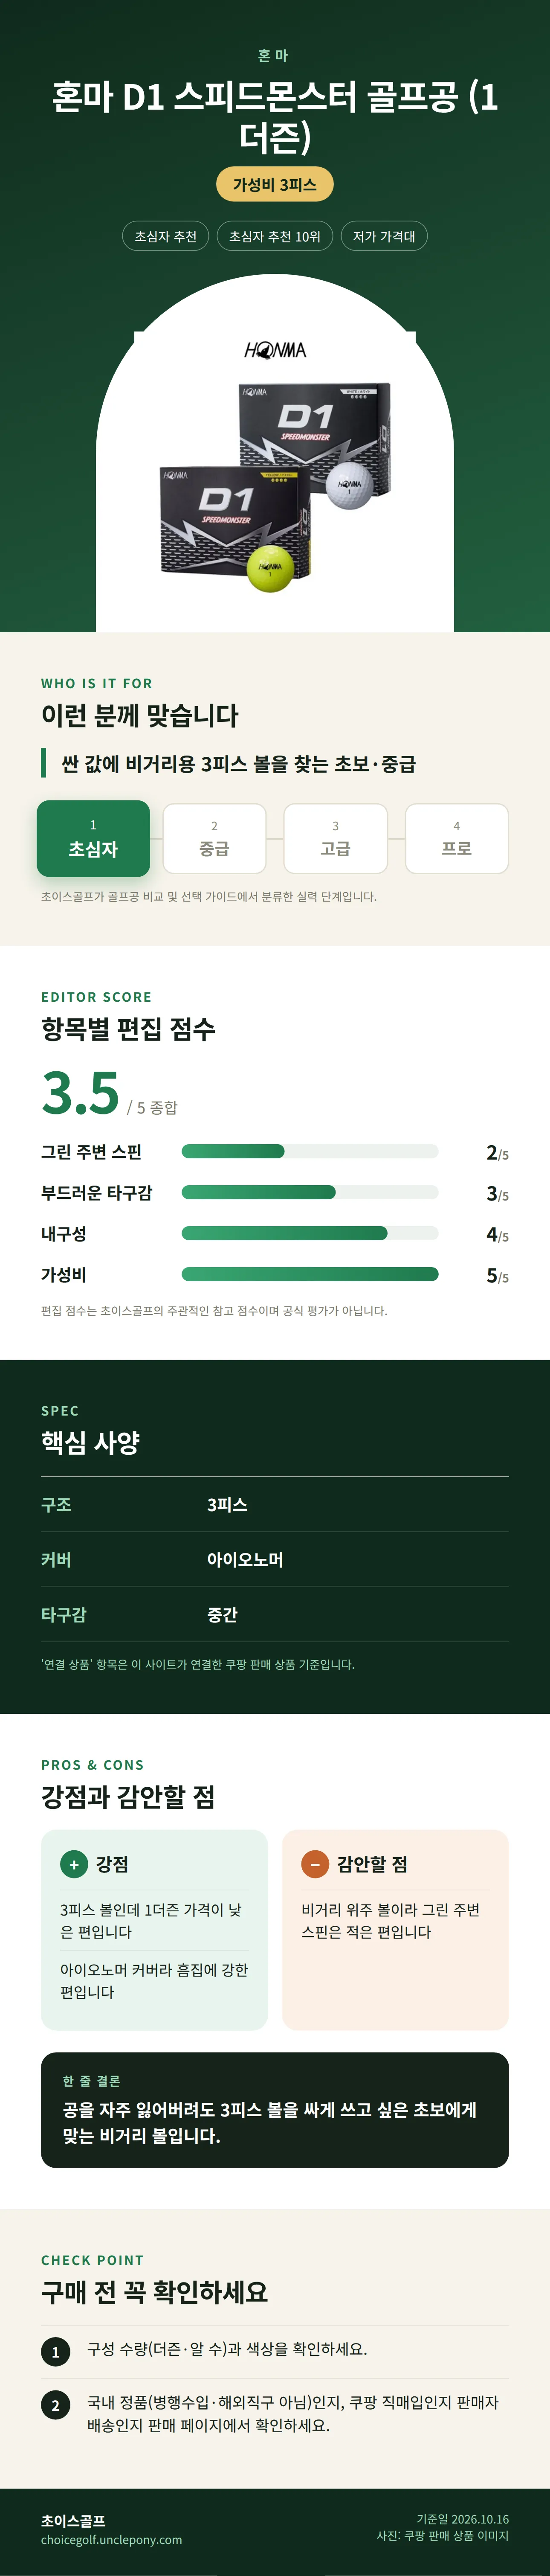 혼마
혼마 D1 스피드몬스터 골프공 (1
더즌)
가성비 3피스
초심자 추천
초심자 추천 10위
저가 가격대
HONMA
HONMA
D1
SPEEDMONSTER
HONMA
1
HONMA
D1
SPEEDMONSTER
D1
HONMA
1
WHO IS IT FOR
이런 분께 맞습니다
싼 값에 비거리용 3피스 볼을 찾는 초보·중급
1
초심자
2
중급
3
고급
4
프로
초이스골프가 골프공 비교 및 선택 가이드에서 분류한 실력 단계입니다.
EDITOR SCORE
항목별 편집 점수
3.5 / 5 종합
그린 주변 스핀 2/5
부드러운 타구감 3/5
내구성 4/5
가성비 5/5
편집 점수는 초이스골프의 주관적인 참고 점수이며 공식 평가가 아닙니다.
SPEC
핵심 사양
구조 3피스
커버 아이오노머
타구감 중간
'연결 상품' 항목은 이 사이트가 연결한 쿠팡 판매 상품 기준입니다.
PROS & CONS
강점과 감안할 점
+ 강점
3피스 볼인데 1더즌 가격이 낮
은 편입니다
아이오노머 커버라 흠집에 강한
편입니다
− 감안할 점
비거리 위주 볼이라 그린 주변
스핀은 적은 편입니다
한 줄 결론
공을 자주 잃어버려도 3피스 볼을 싸게 쓰고 싶은 초보에게
맞는 비거리 볼입니다.
CHECK POINT
구매 전 꼭 확인하세요
1 구성 수량(더즌·알 수)과 색상을 확인하세요.
2 국내 정품(병행수입·해외직구 아님)인지, 쿠팡 직매입인지 판매자
배송인지 판매 페이지에서 확인하세요.
초이스골프
choicegolf.unclepony.com
기준일 2026.10.16
사진: 쿠팡 판매 상품 이미지